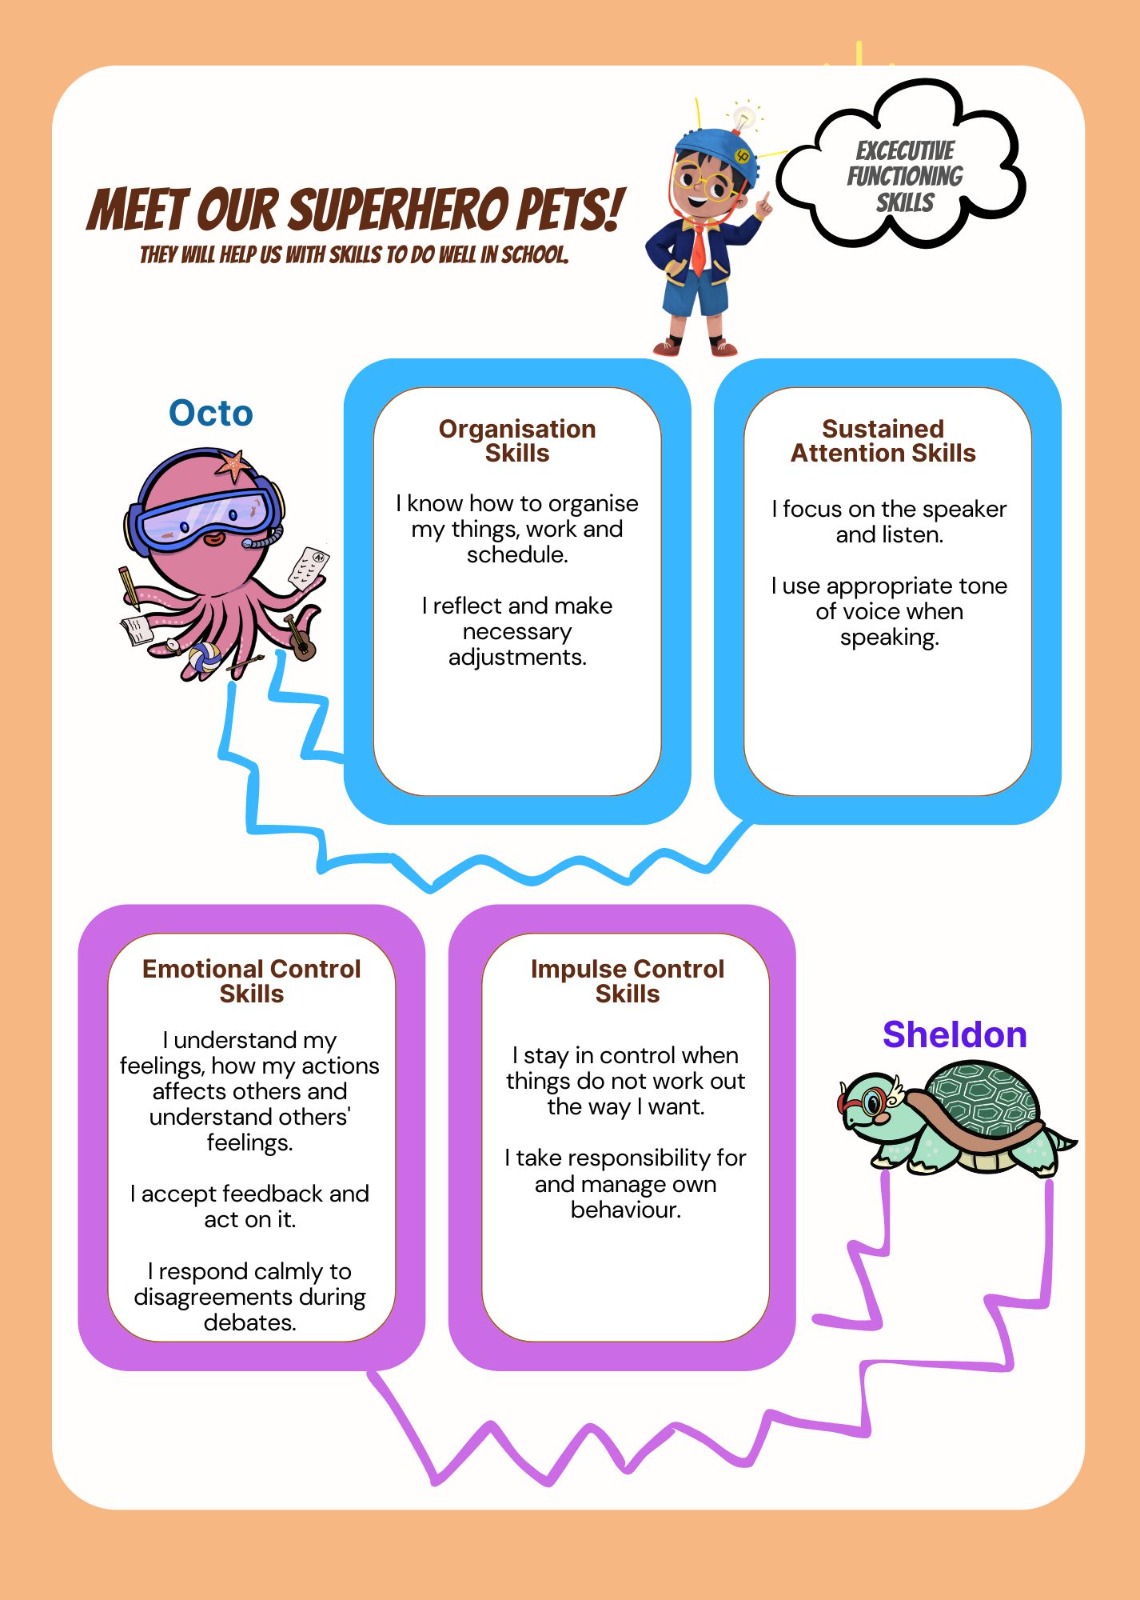 MEET OUR SUPERHERO PETS!
THEY WILL HELP US WITH SKILLS TO DO WELL IN SCHOOL.
EXCECUTIVE
FUNCTIONING
SKILLS
Octo
Organisation
Skills
I know how to organise
my things, work and
schedule.
I reflect and make
necessary
adjustments.
Sustained
Attention Skills
I focus on the speaker
and listen.
I use appropriate tone
of voice when
speaking.
Emotional Control
Skills
I understand my
feelings, how my actions
affects others and
understand others'
feelings.
I accept feedback and
act on it.
I respond calmly to
disagreements during
debates.
Impulse Control
Skills
I stay in control when
things do not work out
the way I want.
I take responsibility for
and manage own
behaviour.
Sheldon